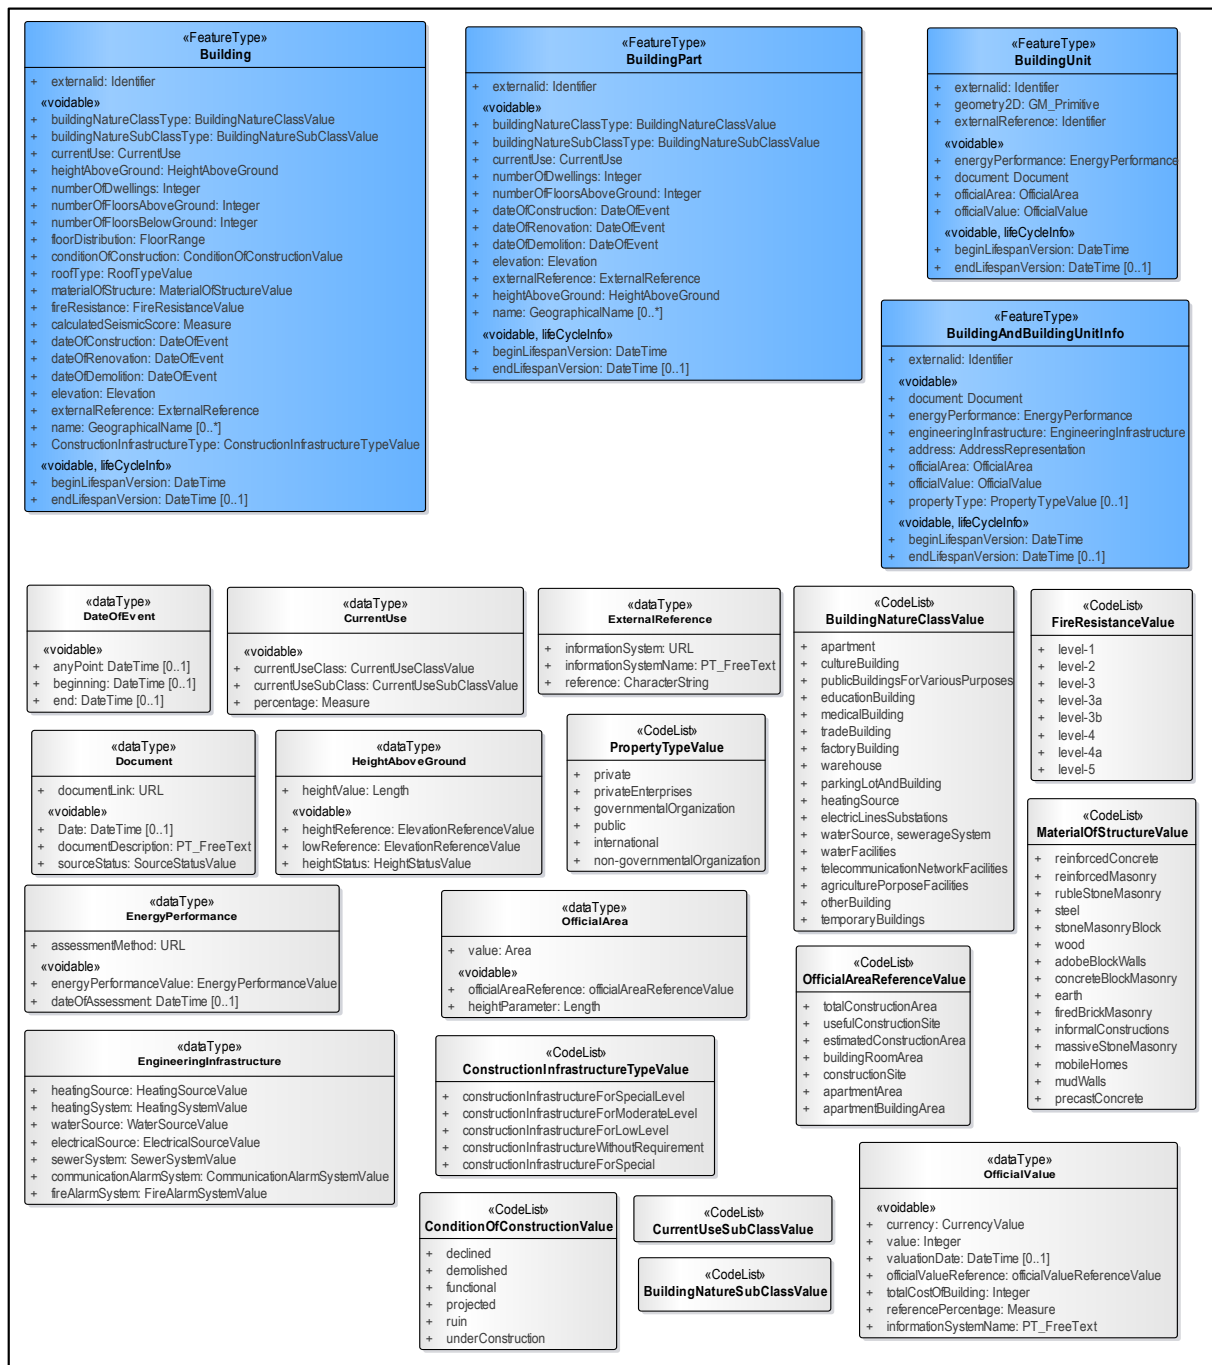 «FeatureType»
Building
+ externalid: Identifier
«voidable»
+ buildingNatureClassType: BuildingNatureClassValue
+ buildingNatureSubClassType: BuildingNatureSubClassValue
+ currentUse: CurrentUse
+ heightAboveGround: HeightAboveGround
+ numberOfDwellings: Integer
+ numberOfFloorsAboveGround: Integer
+ numberOfFloorsBelowGround: Integer
+ floorDistribution: FloorRange
+ conditionOfConstruction: ConditionOfConstructionValue
+ roofType: RoofTypeValue
+ materialOfStructure: MaterialOfStructureValue
+ fireResistance: FireResistanceValue
+ calculatedSeismicScore: Measure
+ dateOfConstruction: DateOfEvent
+ dateOfRenovation: DateOfEvent
+ dateOfDemolition: DateOfEvent
+ elevation: Elevation
+ externalReference: ExternalReference
+ name: GeographicalName [0..*]
+ ConstructionInfrastructureType: ConstructionInfrastructureTypeValue
«voidable, lifeCycleInfo»
+ beginLifespanVersion: DateTime
+ endLifespanVersion: DateTime [0..1]
«FeatureType»
BuildingPart
+ externalid: Identifier
«voidable»
+ buildingNatureClassType: BuildingNatureClassValue
+ buildingNatureSubClassType: BuildingNatureSubClassValue
+ currentUse: CurrentUse
+ numberOfDwellings: Integer
+ numberOfFloorsAboveGround: Integer
+ dateOfConstruction: DateOfEvent
+ dateOfRenovation: DateOfEvent
+ dateOfDemolition: DateOfEvent
+ elevation: Elevation
+ externalReference: ExternalReference
+ heightAboveGround: HeightAboveGround
+ name: GeographicalName [0..*]
«voidable, lifeCycleInfo»
+ beginLifespanVersion: DateTime
+ endLifespanVersion: DateTime [0..1]
«FeatureType»
BuildingUnit
+ externalid: Identifier
+ geometry2D: GM_Primitive
+ externalReference: Identifier
«voidable»
+ energyPerformance: EnergyPerformance
+ document: Document
+ officialArea: OfficialArea
+ officialValue: OfficialValue
«voidable, lifeCycleInfo»
+ beginLifespanVersion: DateTime
+ endLifespanVersion: DateTime [0..1]
«FeatureType»
BuildingAndBuildingUnitInfo
+ externalid: Identifier
«voidable»
+ document: Document
+ energyPerformance: EnergyPerformance
+ engineeringInfrastructure: EngineeringInfrastructure
+ address: AddressRepresentation
+ officialArea: OfficialArea
+ officialValue: OfficialValue
+ propertyType: PropertyTypeValue [0..1]
«voidable, lifeCycleInfo»
+ beginLifespanVersion: DateTime
+ endLifespanVersion: DateTime [0..1]
«dataType»
DateOfEvent
«voidable»
+ anyPoint: DateTime [0..1]
+ beginning: DateTime [0..1]
+ end: DateTime [0..1]
«dataType»
CurrentUse
«voidable»
+ currentUseClass: CurrentUseClassValue
+ currentUseSubClass: CurrentUseSubClassValue
+ percentage: Measure
«dataType»
ExternalReference
+ informationSystem: URL
+ informationSystemName: PT_FreeText
+ reference: CharacterString
«CodeList»
BuildingNatureClassValue
+ apartment
+ cultureBuilding
+ publicBuildingsForVariousPurposes
+ educationBuilding
+ medicalBuilding
+ tradeBuilding
+ factoryBuilding
+ warehouse
+ parkingLotAndBuilding
+ heatingSource
+ electricLinesSubstations
+ waterSource, sewerageSystem
+ waterFacilities
+ telecommunicationNetworkFacilities
+ agriculturePorposeFacilities
+ otherBuilding
+ temporaryBuildings
«CodeList»
FireResistanceValue
+ level-1
+ level-2
+ level-3
+ level-3a
+ level-3b
+ level-4
+ level-4a
+ level-5
«dataType»
Document
+ documentLink: URL
«voidable»
+ Date: DateTime [0..1]
+ documentDescription: PT_FreeText
+ sourceStatus: SourceStatusValue
«dataType»
HeightAboveGround
+ heightValue: Length
«voidable»
+ heightReference: ElevationReferenceValue
+ lowReference: ElevationReferenceValue
+ heightStatus: HeightStatusValue
«CodeList»
PropertyTypeValue
+ private
+ privateEnterprises
+ governmentalOrganization
+ public
+ international
+ non-governmentalOrganization
«CodeList»
MaterialOfStructureValue
+ reinforcedConcrete
+ reinforcedMasonry
+ rubleStoneMasonry
+ steel
+ stoneMasonryBlock
+ wood
+ adobeBlockWalls
+ concreteBlockMasonry
+ earth
+ firedBrickMasonry
+ informalConstructions
+ massiveStoneMasonry
+ mobileHomes
+ mudWalls
+ precastConcrete
«dataType»
EnergyPerformance
+ assessmentMethod: URL
«voidable»
+ energyPerformanceValue: EnergyPerformanceValue
+ dateOfAssessment: DateTime [0..1]
«dataType»
OfficialArea
+ value: Area
«voidable»
+ officialAreaReference: officialAreaReferenceValue
+ heightParameter: Length
«CodeList»
OfficialAreaReferenceValue
+ totalConstructionArea
+ usefulConstructionSite
+ estimatedConstructionArea
+ buildingRoomArea
+ constructionSite
+ apartmentArea
+ apartmentBuildingArea
«dataType»
EngineeringInfrastructure
+ heatingSource: HeatingSourceValue
+ heatingSystem: HeatingSystemValue
+ waterSource: WaterSourceValue
+ electricalSource: ElectricalSourceValue
+ sewerSystem: SewerSystemValue
+ communicationAlarmSystem: CommunicationAlarmSystemValue
+ fireAlarmSystem: FireAlarmSystemValue
«CodeList»
ConstructionInfrastructureTypeValue
+ constructionInfrastructureForSpecialLevel
+ constructionInfrastructureForModerateLevel
+ constructionInfrastructureForLowLevel
+ constructionInfrastructureWithoutRequirement
+ constructionInfrastructureForSpecial
«dataType»
OfficialValue
«voidable»
+ currency: CurrencyValue
+ value: Integer
+ valuationDate: DateTime [0..1]
+ officialValueReference: officialValueReferenceValue
+ totalCostOfBuilding: Integer
+ referencePercentage: Measure
+ informationSystemName: PT_FreeText
«CodeList»
ConditionOfConstructionValue
+ declined
+ demolished
+ functional
+ projected
+ ruin
+ underConstruction
«CodeList»
CurrentUseSubClassValue
«CodeList»
BuildingNatureSubClassValue